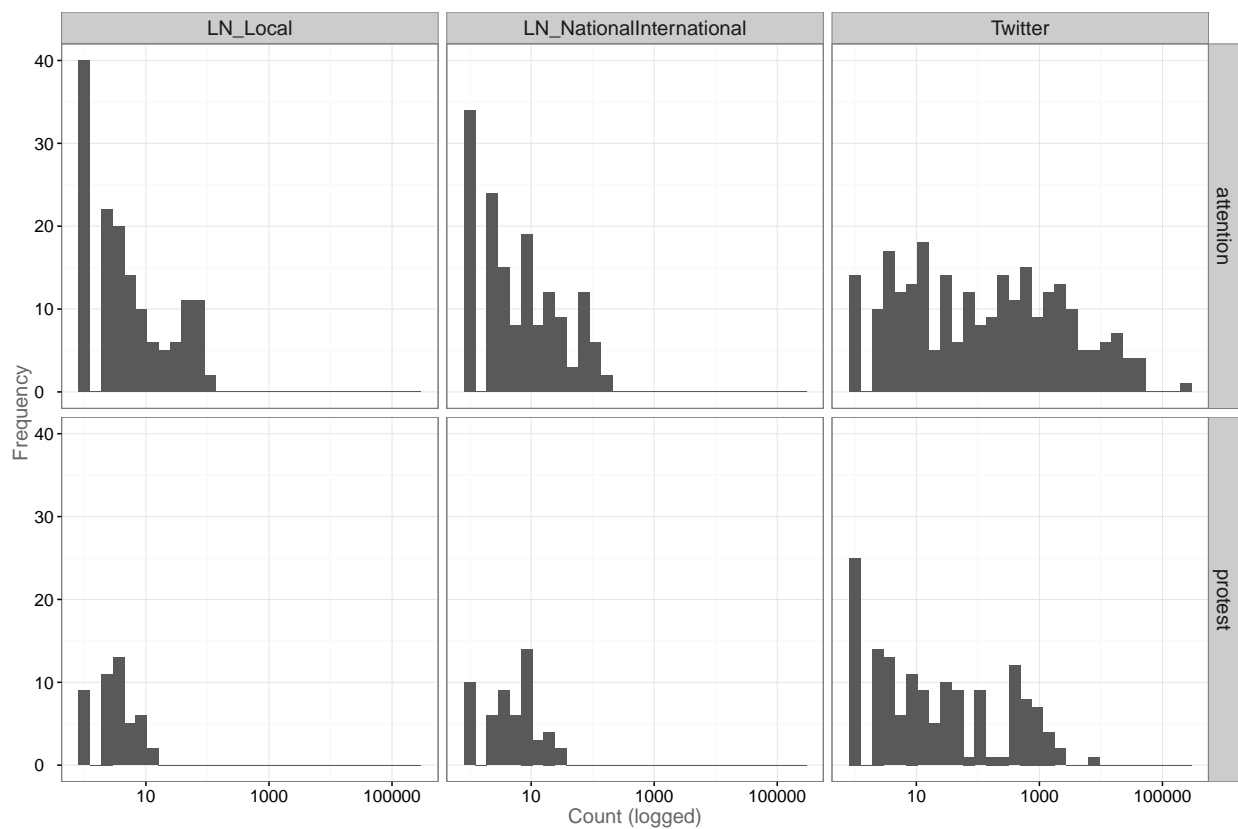 LN_Local LN_NationalInternational Twitter
40
30
20
10
0
attention
Frequency
40
30
20
10
0
protest
10 1000 100000 10 1000 100000 10 1000 100000
Count (logged)